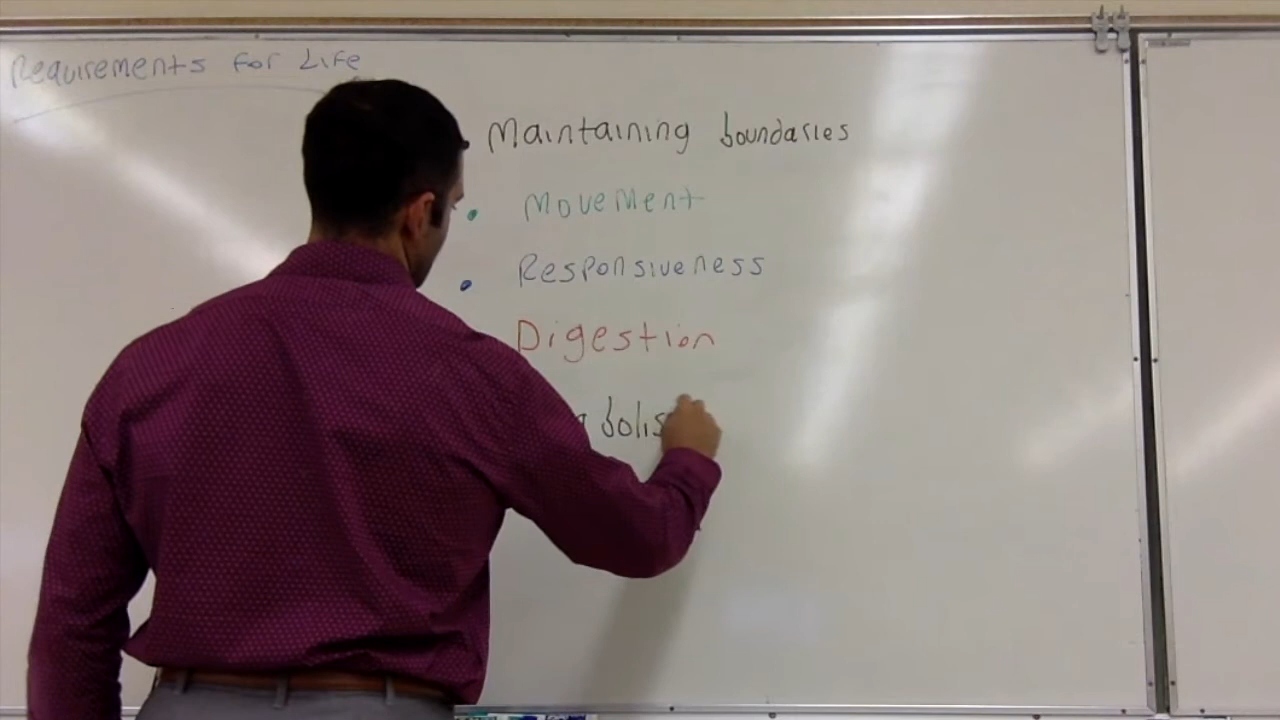 Requirements for Life
Maintaining boundaries
• Movement
• Responsiveness
Digestion